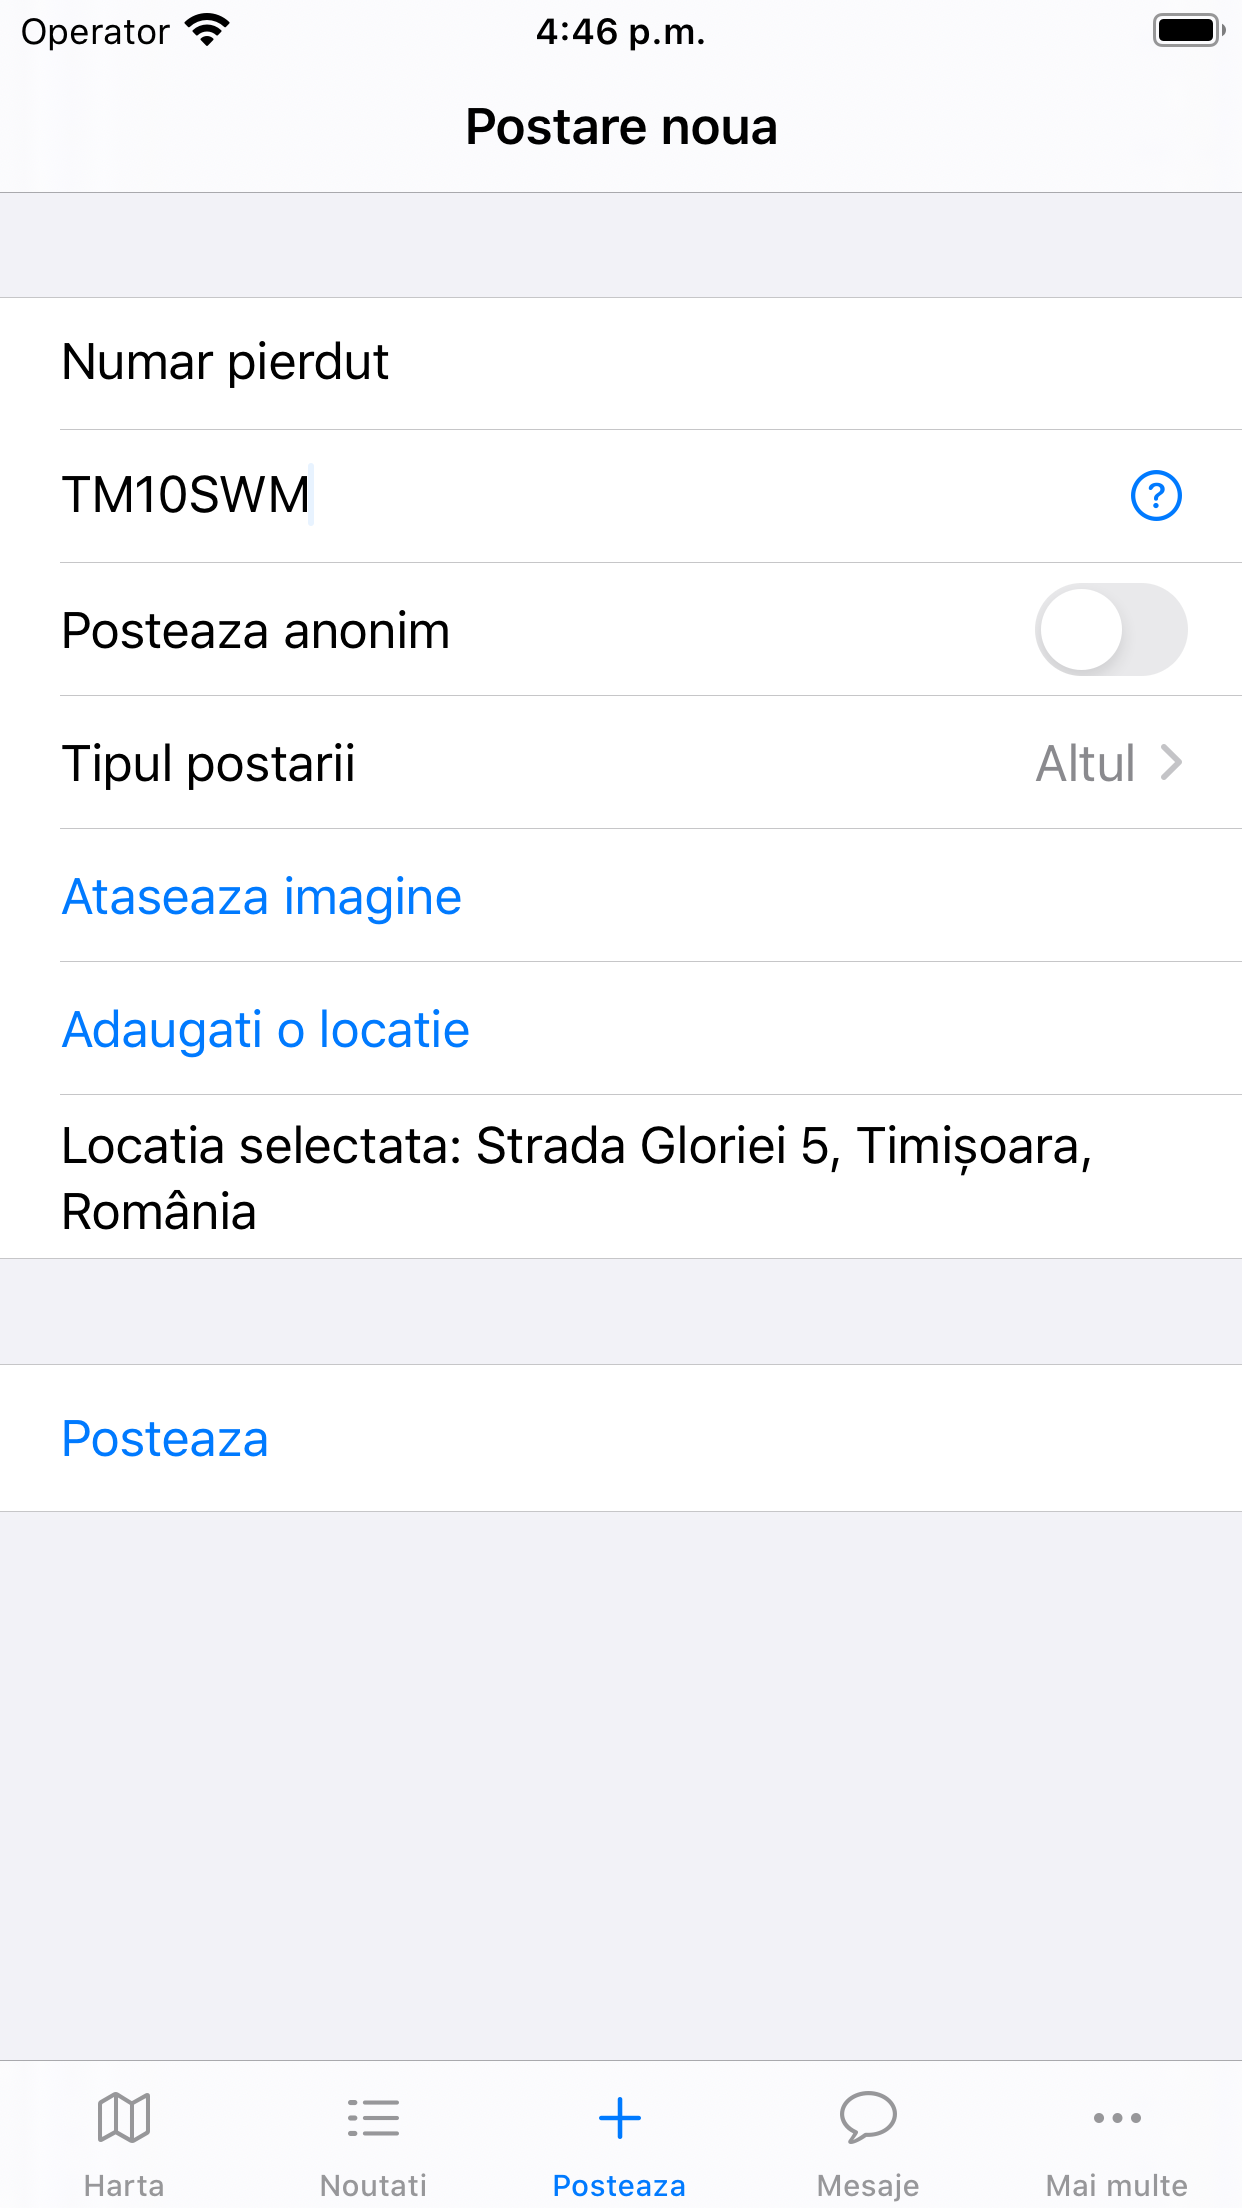 Operator 4:46 p.m.
Postare noua
Numar pierdut
TM10SWM
?
Posteaza anonim
Tipul postarii Altul
Ataseaza imagine
Adaugati o locatie
Locatia selectata: Strada Gloriei 5, Timișoara,
România
Posteaza
Harta Noutati Posteaza Mesaje Mai multe